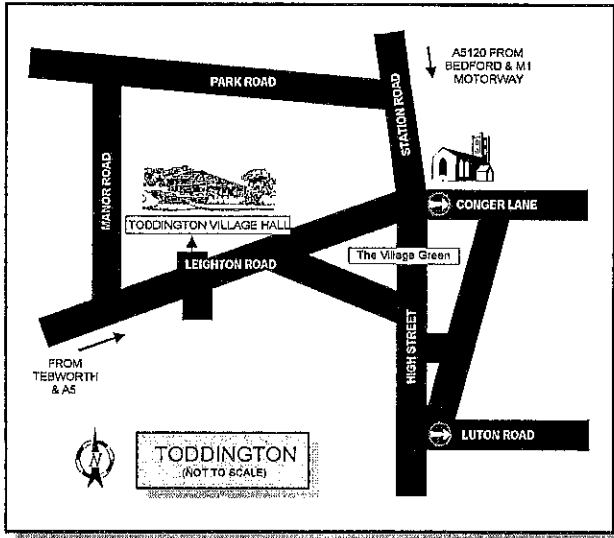 A5120 FROM
BEDFORD & M1
MOTORWAY
PARK ROAD
STATION ROAD
MANOR ROAD
CONGER LANE
TODDINGTON VILLAGE HALL
The Village Green
LEIGHTON ROAD
HIGH STREET
FROM
TEBWORTH
& A5
LUTON ROAD
N
TODDINGTON
(NOT TO SCALE)